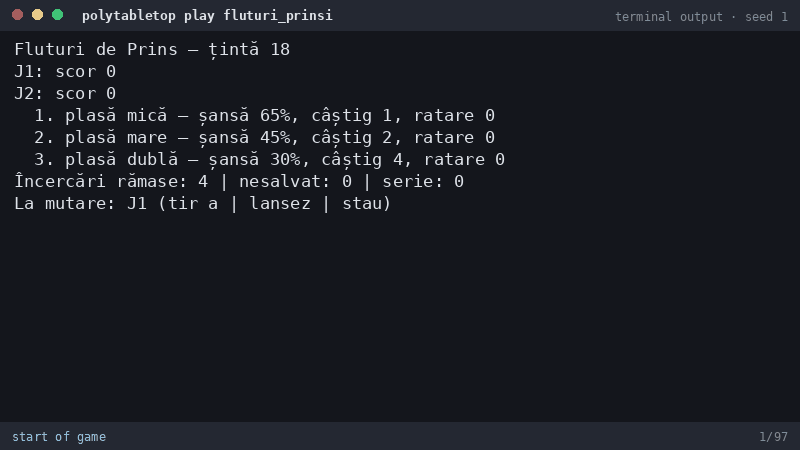 polytabletop play fluturi_prinsi
terminal output · seed 1
Fluturi de Prins — țintă 18
J1: scor 0
J2: scor 0
1. plasă mică — șansă 65%, câștig 1, ratare 0
2. plasă mare — șansă 45%, câștig 2, ratare 0
3. plasă dublă — șansă 30%, câștig 4, ratare 0
Încercări rămase: 4 | nesalvat: 0 | serie: 0
La mutare: J1 (tir a | lansez | stau)
start of game
1/97